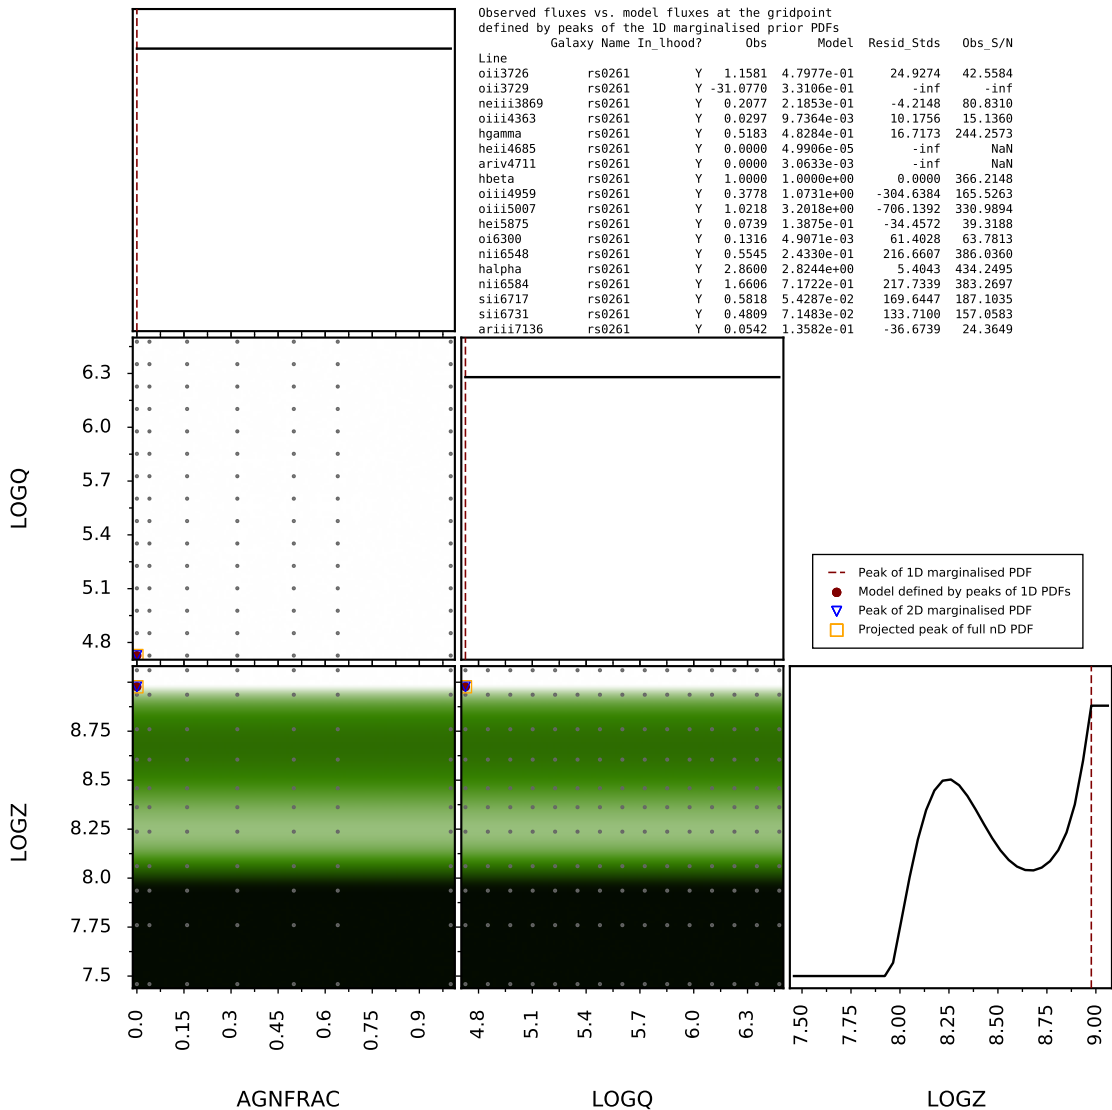 Observed fluxes vs. model fluxes at the gridpoint
defined by peaks of the 1D marginalised prior PDFs
Galaxy Name In_lhood? Obs Model Resid_Stds Obs_S/N
Line
oii3726 rs0261 Y 1.1581 4.7977e-01 24.9274 42.5584
oii3729 rs0261 Y -31.0770 3.3106e-01 -inf -inf
neiii3869 rs0261 Y 0.2077 2.1853e-01 -4.2148 80.8310
oiii4363 rs0261 Y 0.0297 9.7364e-03 10.1756 15.1360
hgamma rs0261 Y 0.5183 4.8284e-01 16.7173 244.2573
heii4685 rs0261 Y 0.0000 4.9906e-05 -inf NaN
ariv4711 rs0261 Y 0.0000 3.0633e-03 -inf NaN
hbeta rs0261 Y 1.0000 1.0000e+00 0.0000 366.2148
oiii4959 rs0261 Y 0.3778 1.0731e+00 -304.6384 165.5263
oiii5007 rs0261 Y 1.0218 3.2018e+00 -706.1392 330.9894
hei5875 rs0261 Y 0.0739 1.3875e-01 -34.4572 39.3188
oi6300 rs0261 Y 0.1316 4.9071e-03 61.4028 63.7813
nii6548 rs0261 Y 0.5545 2.4330e-01 216.6607 386.0360
halpha rs0261 Y 2.8600 2.8244e+00 5.4043 434.2495
nii6584 rs0261 Y 1.6606 7.1722e-01 217.7339 383.2697
sii6717 rs0261 Y 0.5818 5.4287e-02 169.6447 187.1035
sii6731 rs0261 Y 0.4809 7.1483e-02 133.7100 157.0583
ariii7136 rs0261 Y 0.0542 1.3582e-01 -36.6739 24.3649
LOGQ
6.3
6.0
5.7
5.4
5.1
4.8
Peak of 1D marginalised PDF
Model defined by peaks of 1D PDFs
Peak of 2D marginalised PDF
Projected peak of full nD PDF
LOGZ
8.75
8.5
8.25
8.0
7.75
7.5
0.0 0.15 0.3 0.45 0.6 0.75 0.9
4.8 5.1 5.4 5.7 6.0 6.3
7.50 7.75 8.00 8.25 8.50 8.75 9.00
AGNFRAC LOGQ LOGZ